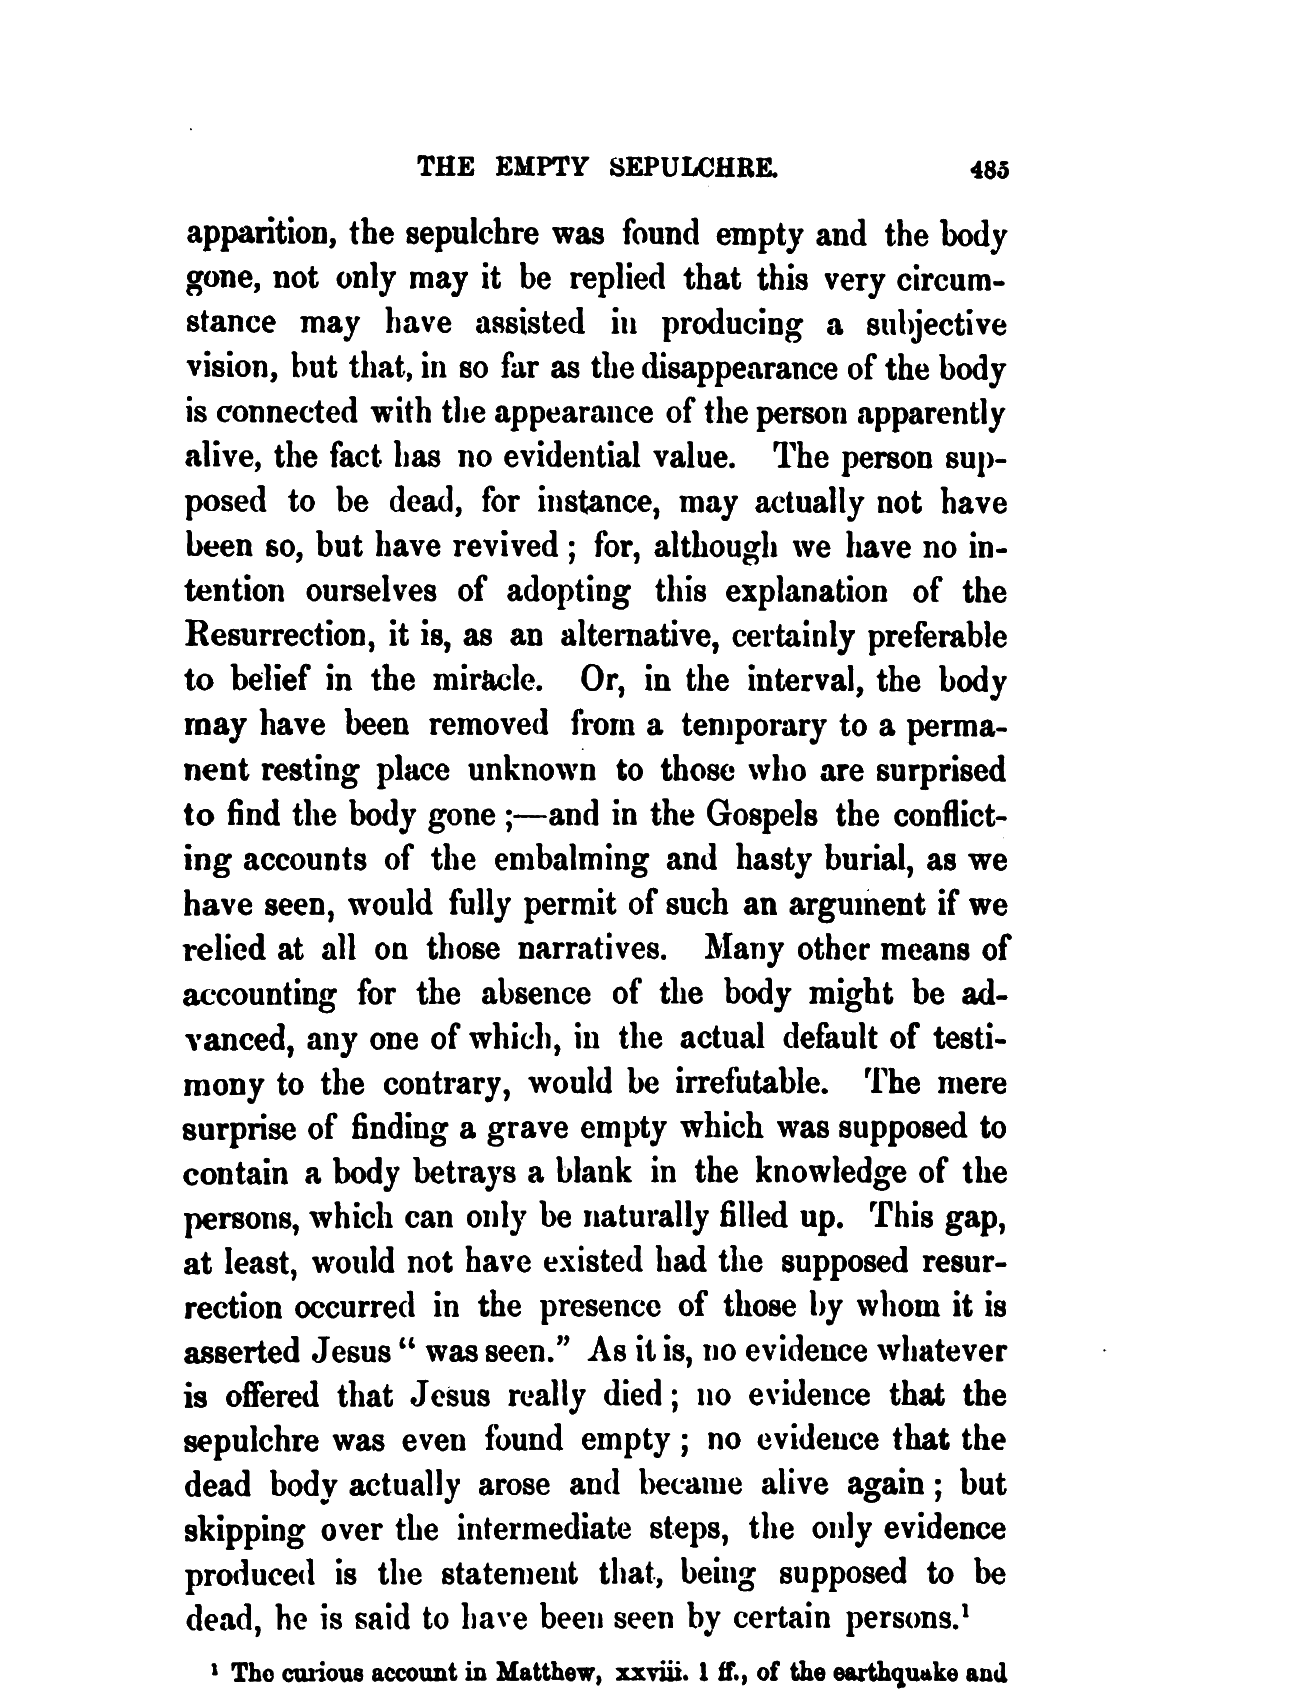 THE EMPTY SEPULCHRE. 485
apparition, the sepulchre was found empty and the body
gone, not only may it be replied that this very circum-
stance may have assisted in producing a subjective
vision, but that, in so far as the disappearance of the body
is connected with the appearance of the person apparently
alive, the fact has no evidential value. The person sup-
posed to be dead, for instance, may actually not have
been so, but have revived ; for, although we have no in-
tention ourselves of adopting this explanation of the
Resurrection, it is, as an alternative, certainly preferable
to belief in the miracle. Or, in the interval, the body
may have been removed from a temporary to a perma-
nent resting place unknown to those who are surprised
to find the body gone ;—and in the Gospels the conflict-
ing accounts of the embalming and hasty burial, as we
have seen, would fully permit of such an argument if we
relied at all on those narratives. Many other means of
accounting for the absence of the body might be ad-
vanced, any one of which, in the actual default of testi-
mony to the contrary, would be irrefutable. The mere
surprise of finding a grave empty which was supposed to
contain a body betrays a blank in the knowledge of the
persons, which can only be naturally filled up. This gap,
at least, would not have existed had the supposed resur-
rection occurred in the presence of those by whom it is
asserted Jesus “ was seen.” As it is, no evidence whatever
is offered that Jesus really died ; no evidence that the
sepulchre was even found empty ; no evidence that the
dead body actually arose and became alive again ; but
skipping over the intermediate steps, the only evidence
produced is the statement that, being supposed to be
dead, he is said to have been seen by certain persons.¹
¹ The curious account in Matthew, xxviii. 1 ff., of the earthquake and